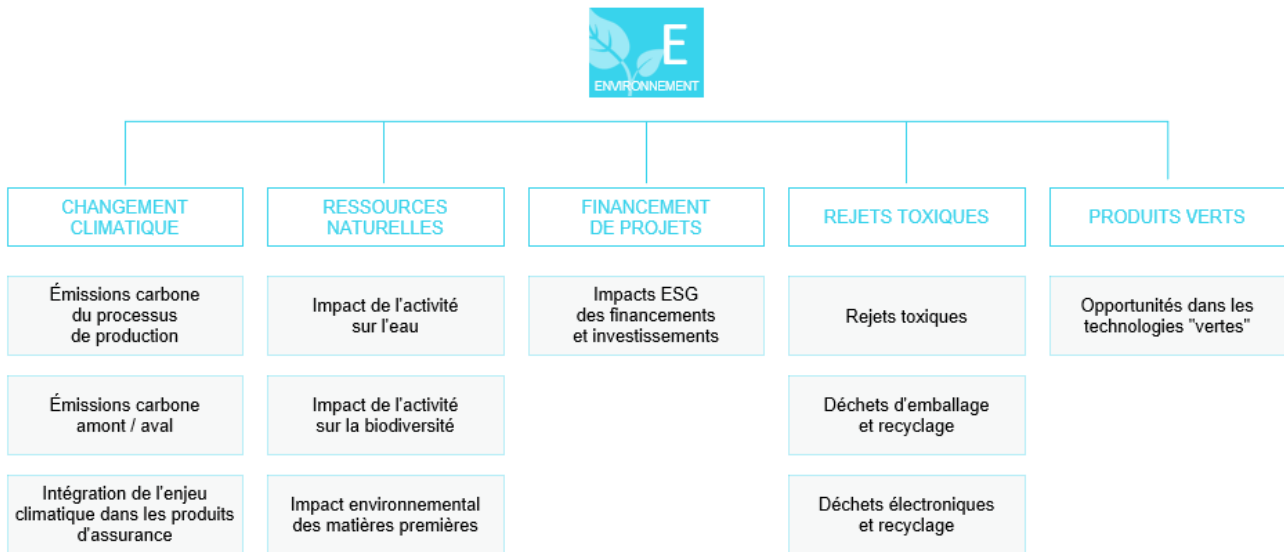 E
ENVIRONNEMENT
CHANGEMENT
CLIMATIQUE
RESSOURCES
NATURELLES
FINANCEMENT
DE PROJETS
REJETS TOXIQUES
PRODUITS VERTS
Émissions carbone
du processus
de production
Impact de l'activité
sur l'eau
Impacts ESG
des financements
et investissements
Rejets toxiques
Opportunités dans les
technologies "vertes"
Émissions carbone
amont / aval
Impact de l'activité
sur la biodiversité
Déchets d'emballage
et recyclage
Intégration de l'enjeu
climatique dans les produits
d'assurance
Impact environnemental
des matières premières
Déchets électroniques
et recyclage